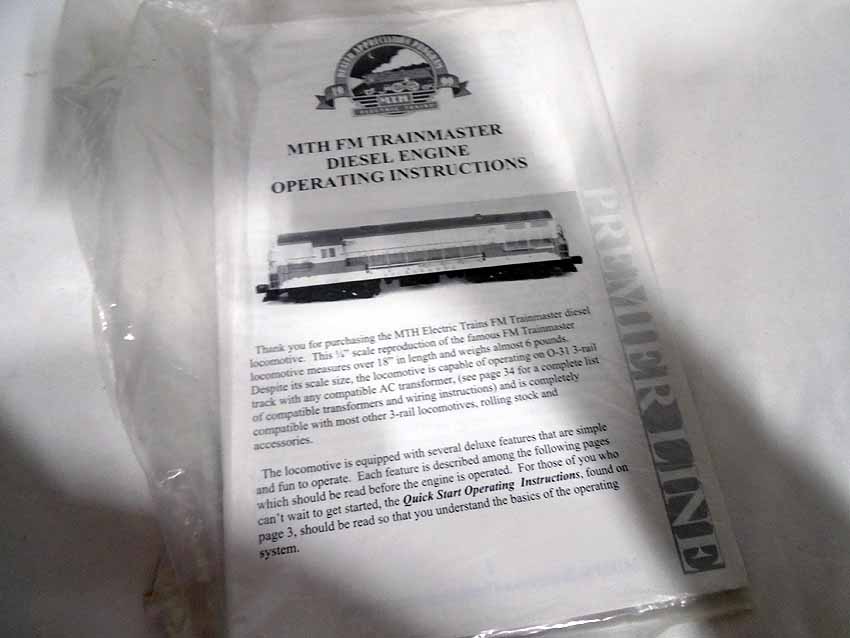 DEALER APPRECIATION PROGRAM
MTH
ELECTRIC TRAINS
MTH FM TRAINMASTER
DIESEL ENGINE
OPERATING INSTRUCTIONS
Thank you for purchasing the MTH Electric Trains FM Trainmaster diesel
locomotive. This ¼" scale reproduction of the famous FM Trainmaster
locomotive measures over 18" in length and weighs almost 6 pounds.
Despite its scale size, the locomotive is capable of operating on O-31 3-rail
track with any compatible AC transformer, (see page 34 for a complete list
of compatible transformers and wiring instructions) and is completely
compatible with most other 3-rail locomotives, rolling stock and
accessories.
The locomotive is equipped with several deluxe features that are simple
and fun to operate. Each feature is described among the following pages
which should be read before the engine is operated. For those of you who
can't wait to get started, the Quick Start Operating Instructions, found on
page 3, should be read so that you understand the basics of the operating
system.
PREMIER LINE